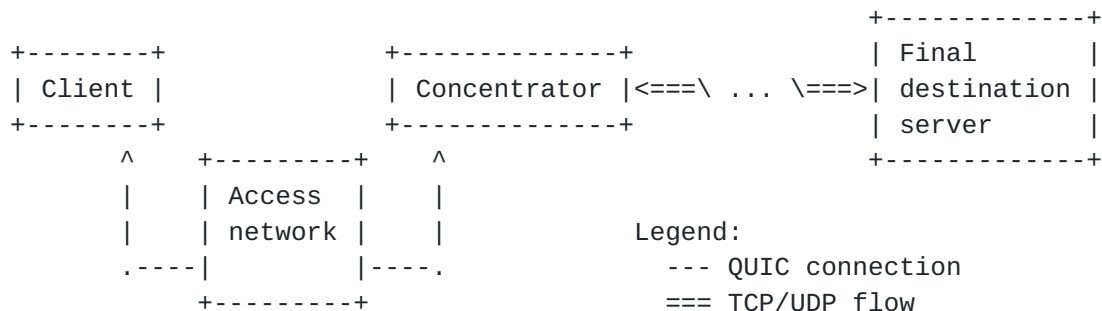 +-------------+
+--------+               +--------------+                | Final       |
| Client |               | Concentrator |<===\ ... \===>| destination |
+--------+               +--------------+                | server      |
       ^    +---------+    ^                             +-------------+
       |    | Access  |    |
       |    | network |    |            Legend:
       .----|         |----.              --- QUIC connection
            +---------+                   === TCP/UDP flow